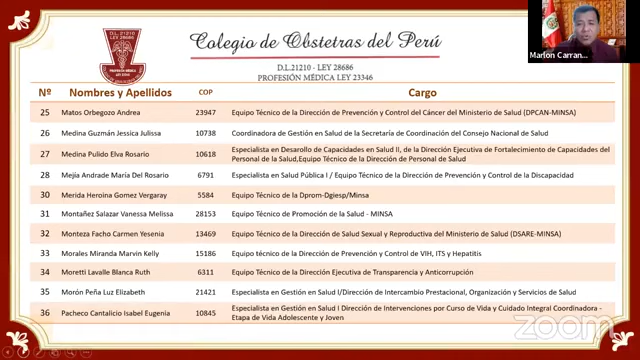 D.L. 21210
LEY 28686
Colegio de Obstetras del Perú
D.L.21210 - LEY 28686
PROFESIÓN MÉDICA LEY 23346
Marlon Carran...
Nº Nombres y Apellidos COP Cargo
25 Matos Orbegozo Andrea 23947 Equipo Técnico de la Dirección de Prevención y Control del Cáncer del Ministerio de Salud (DPCAN-MINSA)
26 Medina Guzmán Jessica Julissa 10738 Coordinadora de Gestión en Salud de la Secretaría de Coordinación del Consejo Nacional de Salud
27 Medina Pulido Elva Rosario 10618 Especialista en Desarollo de Capacidades en Salud II, de la Dirección Ejecutiva de Fortalecimiento de Capacidades del
Personal de la Salud,Equipo Técnico de la Dirección de Personal de Salud
28 Mejía Andrade María Del Rosario 6791 Especialista en Salud Pública I / Equipo Técnico de la Dirección de Prevención y Control de la Discapacidad
30 Merida Heroina Gomez Vergaray 5584 Equipo Técnico de la Dprom-Dgiesp/Minsa
31 Montañez Salazar Vanessa Melissa 28153 Equipo Técnico de Promoción de la Salud - MINSA
32 Monteza Facho Carmen Yesenia 13469 Equipo Técnico de la Dirección de Salud Sexual y Reproductiva del Ministerio de Salud (DSARE-MINSA)
33 Morales Miranda Marvin Kelly 15186 Equipo técnico de la Dirección de Prevención y Control de VIH, ITS y Hepatitis
34 Moretti Lavalle Blanca Ruth 6311 Equipo Técnico de la Dirección Ejecutiva de Transparencia y Anticorrupción
35 Morón Peña Luz Elizabeth 21421 Especialista en Gestión en Salud I/Dirección de Intercambio Prestacional, Organización y Servicios de Salud
36 Pacheco Cantalicio Isabel Eugenia 10845 Especialista en Gestión en Salud I Dirección de Intervenciones por Curso de Vida y Cuidado Integral Coordinadora -
Etapa de Vida Adolescente y Joven
zoom